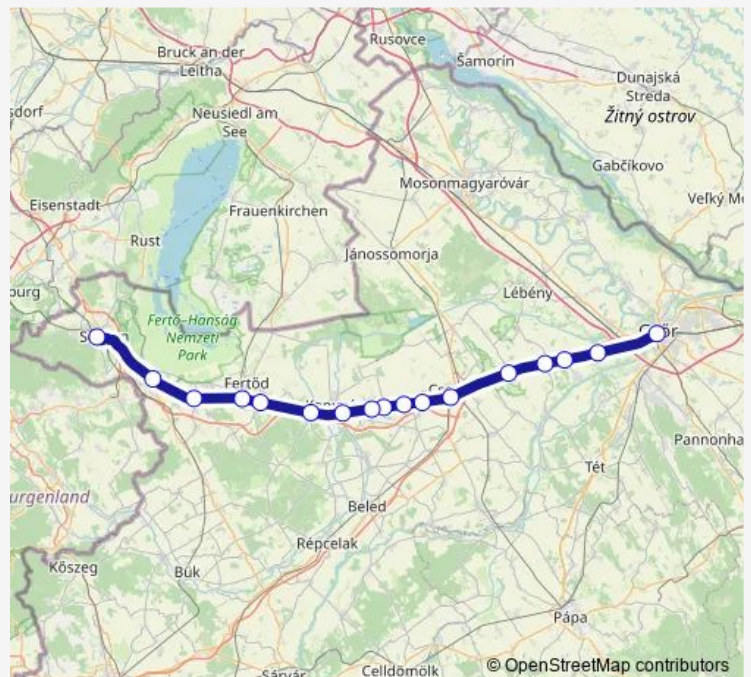 Rusovce
Bruck an der
Leitha
Šamorín
Dunajská
Streda
Žitný ostrov
sdorf
Neusiedl am
See
Gabčíkovo
Mosonmagyaróvár
Veľký M
Eisenstadt
Frauenkirchen
Rust
Jánossomorja
burg
Lébény
Fertő-Hanság
Nemzeti
Park
Fertőd
Pannonha
Tét
urgenland
Beled
Répcelak
Kőszeg
Bük
Pápa
Sárvár
Celldömölk
© OpenStreetMap contributors